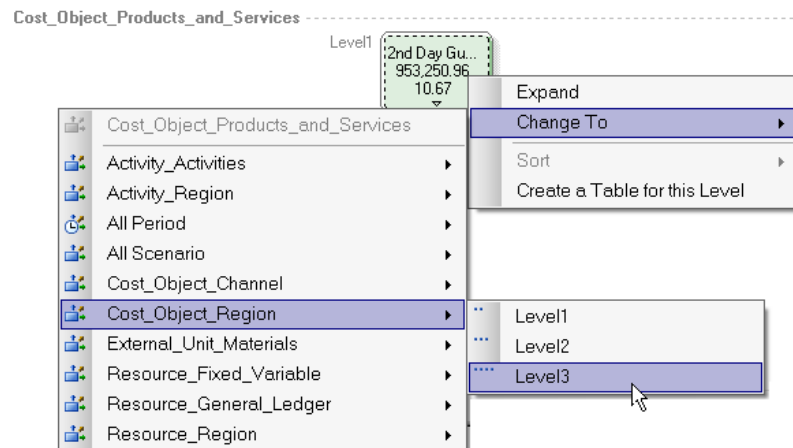 Cost_Object_Products_and_Services
Level1
2nd Day Gu...
953,250.96
10.67
Expand
Change To
Sort
Create a Table for this Level
Cost_Object_Products_and_Services
Activity_Activities
Activity_Region
All Period
All Scenario
Cost_Object_Channel
Cost_Object_Region
External_Unit_Materials
Resource_Fixed_Variable
Resource_General_Ledger
Resource_Region
Level1
Level2
Level3